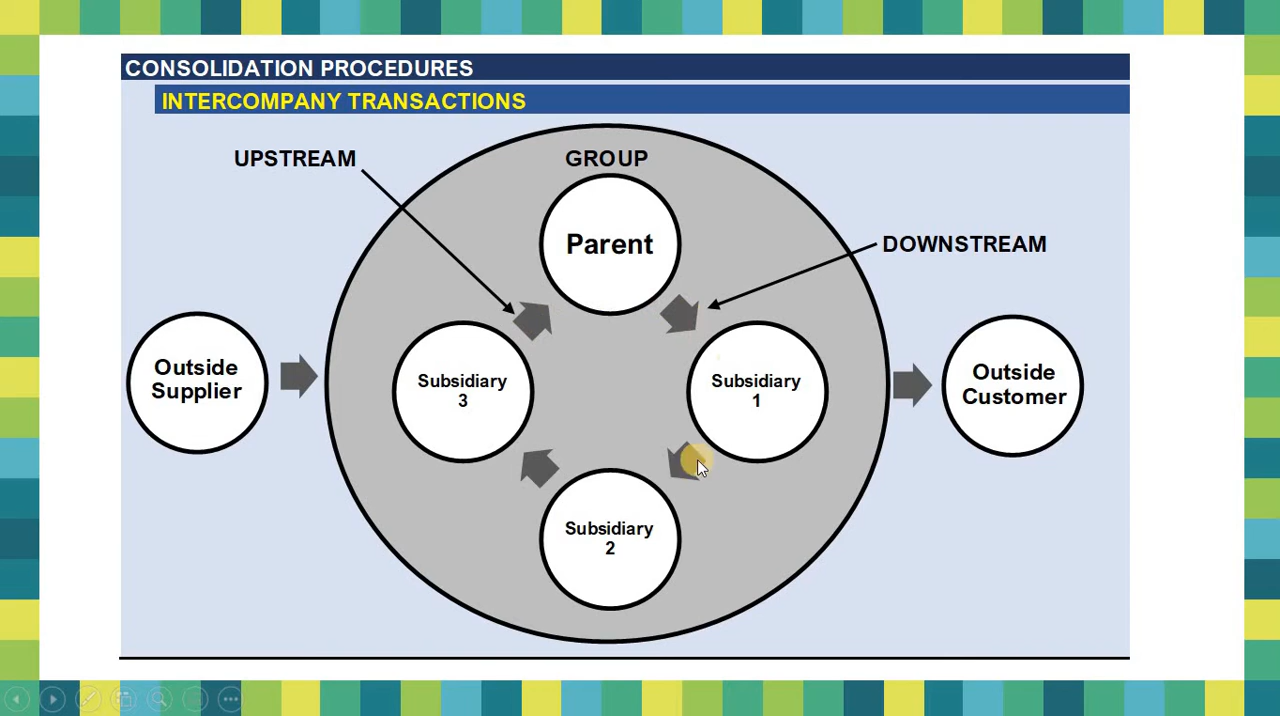 CONSOLIDATION PROCEDURES
INTERCOMPANY TRANSACTIONS
UPSTREAM
GROUP
Parent
DOWNSTREAM
Outside
Supplier
Subsidiary
3
Subsidiary
1
Outside
Customer
Subsidiary
2